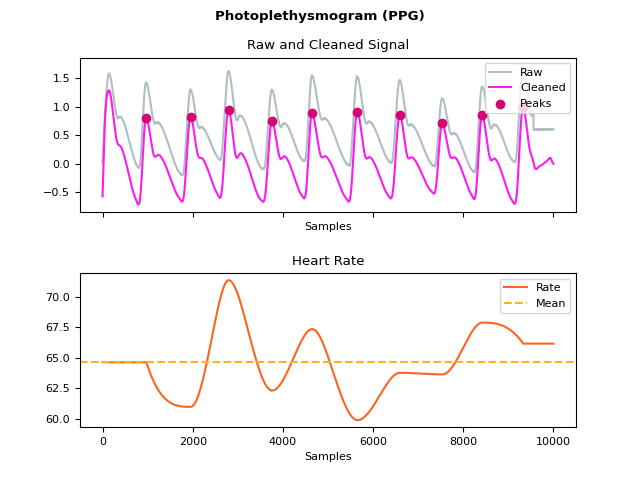 Photoplethysmogram (PPG)
Raw and Cleaned Signal
Raw
Cleaned
Peaks
1.5
1.0
0.5
0.0
−0.5
Samples
Heart Rate
Rate
Mean
70.0
67.5
65.0
62.5
60.0
0 2000 4000 6000 8000 10000
Samples